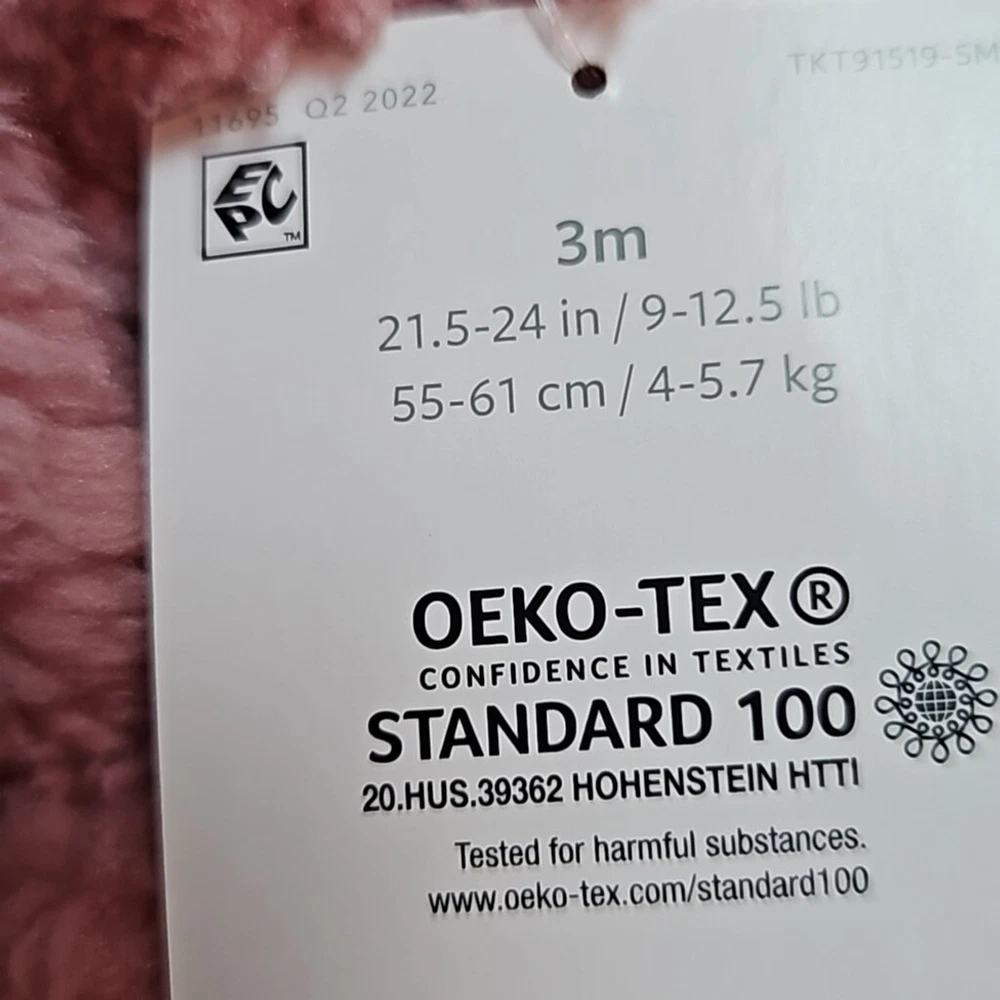 11695 Q2 2022
TKT91519-SM
EPC
TM
3m
21.5-24 in / 9-12.5 lb
55-61 cm / 4-5.7 kg
OEKO-TEX®
CONFIDENCE IN TEXTILES
STANDARD 100
20.HUS.39362 HOHENSTEIN HTTI
Tested for harmful substances.
www.oeko-tex.com/standard100